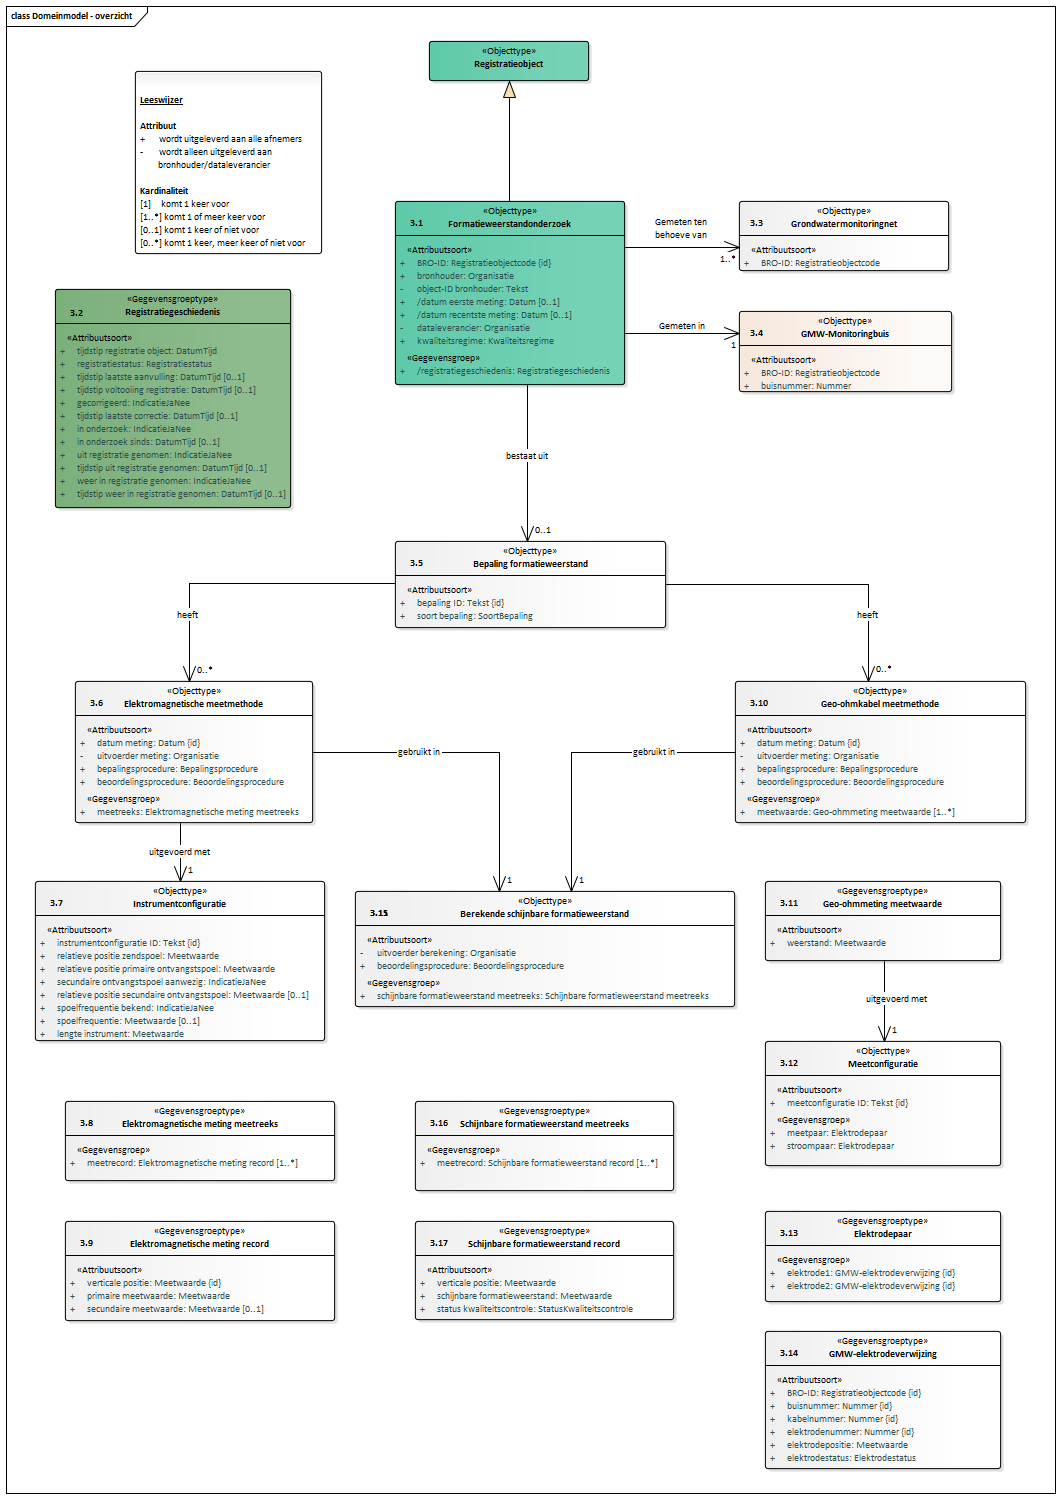 class Domeinmodel - overzicht
«Objecttype»
Registratieobject
Leeswijzer
Attribuut
+ wordt uitgeleverd aan alle afnemers
- wordt alleen uitgeleverd aan
bronhouder/dataleverancier
Kardinaliteit
[1] komt 1 keer voor
[1..*] komt 1 of meer keer voor
[0..1] komt 1 keer of niet voor
[0..*] komt 1 keer, meer keer of niet voor
«Objecttype»
3.1 Formatieweerstandonderzoek
«Attribuutsoort»
+ BRO-ID: Registratieobjectcode {id}
+ bronhouder: Organisatie
- object-ID bronhouder: Tekst
+ /datum eerste meting: Datum [0..1]
+ /datum recentste meting: Datum [0..1]
- dataleverancier: Organisatie
+ kwaliteitsregime: Kwaliteitsregime
«Gegevensgroep»
+ /registratiegeschiedenis: Registratiegeschiedenis
Gemeten ten
behoeve van
1..*
«Objecttype»
3.3 Grondwatermonitoringnet
«Attribuutsoort»
+ BRO-ID: Registratieobjectcode
Gemeten in
1
«Objecttype»
3.4 GMW-Monitoringbuis
«Attribuutsoort»
+ BRO-ID: Registratieobjectcode
+ buisnummer: Nummer
«Gegevensgroeptype»
3.2 Registratiegeschiedenis
«Attribuutsoort»
+ tijdstip registratie object: DatumTijd
+ registratiestatus: Registratiestatus
+ tijdstip laatste aanvulling: DatumTijd [0..1]
+ tijdstip voltooiing registratie: DatumTijd [0..1]
+ gecorrigeerd: IndicatieJaNee
+ tijdstip laatste correctie: DatumTijd [0..1]
+ in onderzoek: IndicatieJaNee
+ in onderzoek sinds: DatumTijd [0..1]
+ uit registratie genomen: IndicatieJaNee
+ tijdstip uit registratie genomen: DatumTijd [0..1]
+ weer in registratie genomen: IndicatieJaNee
+ tijdstip weer in registratie genomen: DatumTijd [0..1]
bestaat uit
0..1
«Objecttype»
3.5 Bepaling formatieweerstand
«Attribuutsoort»
+ bepaling ID: Tekst {id}
+ soort bepaling: SoortBepaling
heeft
0..*
heeft
0..*
«Objecttype»
3.6 Elektromagnetische meetmethode
«Attribuutsoort»
+ datum meting: Datum {id}
- uitvoerder meting: Organisatie
+ bepalingsprocedure: Bepalingsprocedure
+ beoordelingsprocedure: Beoordelingsprocedure
«Gegevensgroep»
+ meetreeks: Elektromagnetische meting meetreeks
«Objecttype»
3.10 Geo-ohmkabel meetmethode
«Attribuutsoort»
+ datum meting: Datum {id}
- uitvoerder meting: Organisatie
+ bepalingsprocedure: Bepalingsprocedure
+ beoordelingsprocedure: Beoordelingsprocedure
«Gegevensgroep»
+ meetwaarde: Geo-ohmmeting meetwaarde [1..*]
gebruikt in
1
gebruikt in
1
uitgevoerd met
1
«Objecttype»
3.7 Instrumentconfiguratie
«Attribuutsoort»
+ instrumentconfiguratie ID: Tekst {id}
+ relatieve positie zendspoel: Meetwaarde
+ relatieve positie primaire ontvangstspoel: Meetwaarde
+ secundaire ontvangstspoel aanwezig: IndicatieJaNee
+ relatieve positie secundaire ontvangstspoel: Meetwaarde [0..1]
+ spoelfrequentie bekend: IndicatieJaNee
+ spoelfrequentie: Meetwaarde [0..1]
+ lengte instrument: Meetwaarde
«Objecttype»
3.15 Berekende schijnbare formatieweerstand
«Attribuutsoort»
- uitvoerder berekening: Organisatie
+ beoordelingsprocedure: Beoordelingsprocedure
«Gegevensgroep»
+ schijnbare formatieweerstand meetreeks: Schijnbare formatieweerstand meetreeks
«Gegevensgroeptype»
3.11 Geo-ohmmeting meetwaarde
«Attribuutsoort»
+ weerstand: Meetwaarde
uitgevoerd met
1
«Objecttype»
3.12 Meetconfiguratie
«Attribuutsoort»
+ meetconfiguratie ID: Tekst {id}
«Gegevensgroep»
+ meetpaar: Elektrodepaar
+ stroompaar: Elektrodepaar
«Gegevensgroeptype»
3.8 Elektromagnetische meting meetreeks
«Gegevensgroep»
+ meetrecord: Elektromagnetische meting record [1..*]
«Gegevensgroeptype»
3.16 Schijnbare formatieweerstand meetreeks
«Gegevensgroep»
+ meetrecord: Schijnbare formatieweerstand record [1..*]
«Gegevensgroeptype»
3.9 Elektromagnetische meting record
«Attribuutsoort»
+ verticale positie: Meetwaarde {id}
+ primaire meetwaarde: Meetwaarde
+ secundaire meetwaarde: Meetwaarde [0..1]
«Gegevensgroeptype»
3.17 Schijnbare formatieweerstand record
«Attribuutsoort»
+ verticale positie: Meetwaarde
+ schijnbare formatieweerstand: Meetwaarde
+ status kwaliteitscontrole: StatusKwaliteitscontrole
«Gegevensgroeptype»
3.13 Elektrodepaar
«Gegevensgroep»
+ elektrode1: GMW-elektrodeverwijzing {id}
+ elektrode2: GMW-elektrodeverwijzing {id}
«Gegevensgroeptype»
3.14 GMW-elektrodeverwijzing
«Attribuutsoort»
+ BRO-ID: Registratieobjectcode {id}
+ buisnummer: Nummer {id}
+ kabelnummer: Nummer {id}
+ elektrodenummer: Nummer {id}
+ elektrodepositie: Meetwaarde
+ elektrodestatus: Elektrodestatus